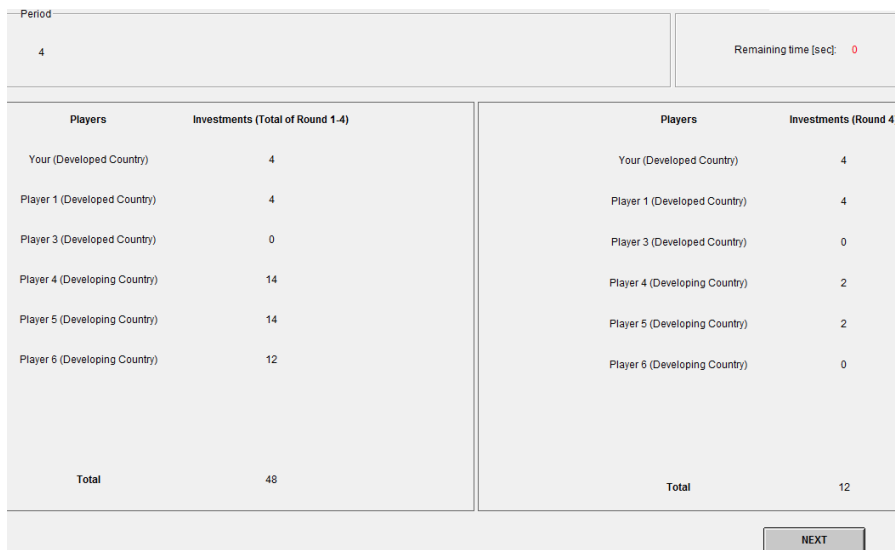 Period
4
Remaining time [sec]: 0
Players Investments (Total of Round 1-4)
Your (Developed Country) 4
Player 1 (Developed Country) 4
Player 3 (Developed Country) 0
Player 4 (Developing Country) 14
Player 5 (Developing Country) 14
Player 6 (Developing Country) 12
Total 48
Players Investments (Round 4
Your (Developed Country) 4
Player 1 (Developed Country) 4
Player 3 (Developed Country) 0
Player 4 (Developing Country) 2
Player 5 (Developing Country) 2
Player 6 (Developing Country) 0
Total 12
NEXT